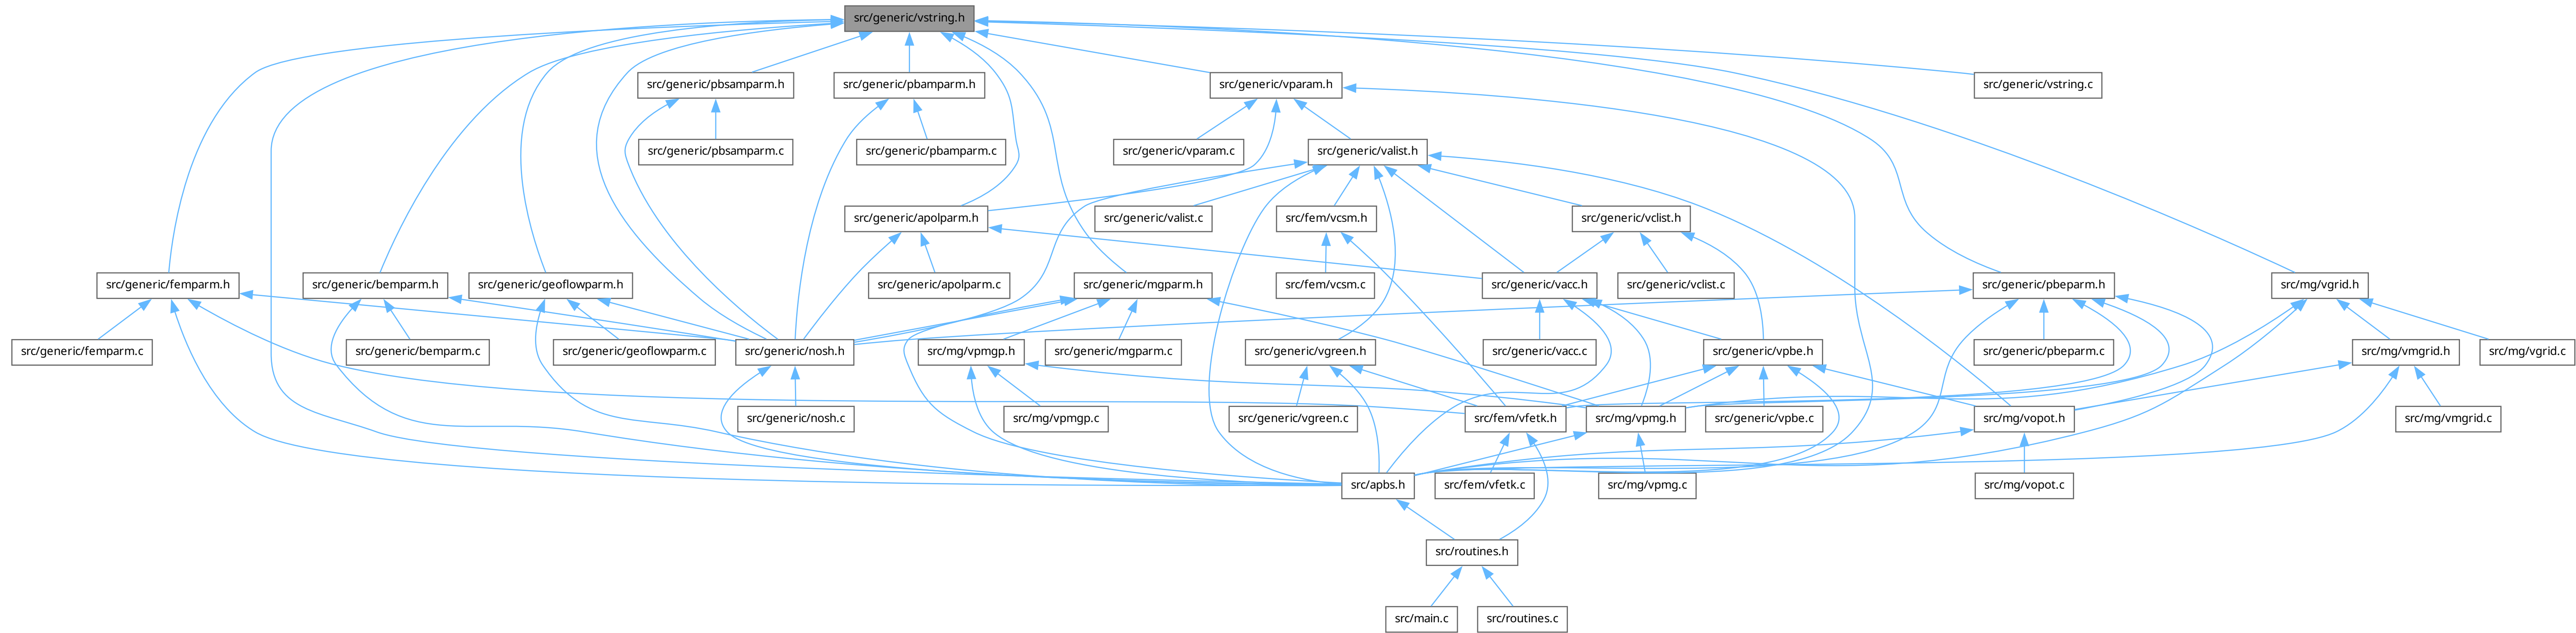 src/generic/vstring.h
src/generic/pbsamparm.h
src/generic/pbamparm.h
src/generic/vparam.h
src/generic/vstring.c
src/generic/pbsamparm.c
src/generic/pbamparm.c
src/generic/vparam.c
src/generic/valist.h
src/generic/apolparm.h
src/generic/valist.c
src/fem/vcsm.h
src/generic/vclist.h
src/generic/femparm.h
src/generic/bemparm.h
src/generic/geoflowparm.h
src/generic/apolparm.c
src/generic/mgparm.h
src/fem/vcsm.c
src/generic/vacc.h
src/generic/vclist.c
src/generic/pbeparm.h
src/mg/vgrid.h
src/generic/femparm.c
src/generic/bemparm.c
src/generic/geoflowparm.c
src/generic/nosh.h
src/mg/vpmgp.h
src/generic/mgparm.c
src/generic/vgreen.h
src/generic/vacc.c
src/generic/vpbe.h
src/generic/pbeparm.c
src/mg/vmgrid.h
src/mg/vgrid.c
src/generic/nosh.c
src/mg/vpmgp.c
src/generic/vgreen.c
src/fem/vfetk.h
src/mg/vpmg.h
src/generic/vpbe.c
src/mg/vopot.h
src/mg/vmgrid.c
src/apbs.h
src/fem/vfetk.c
src/mg/vpmg.c
src/mg/vopot.c
src/routines.h
src/main.c
src/routines.c